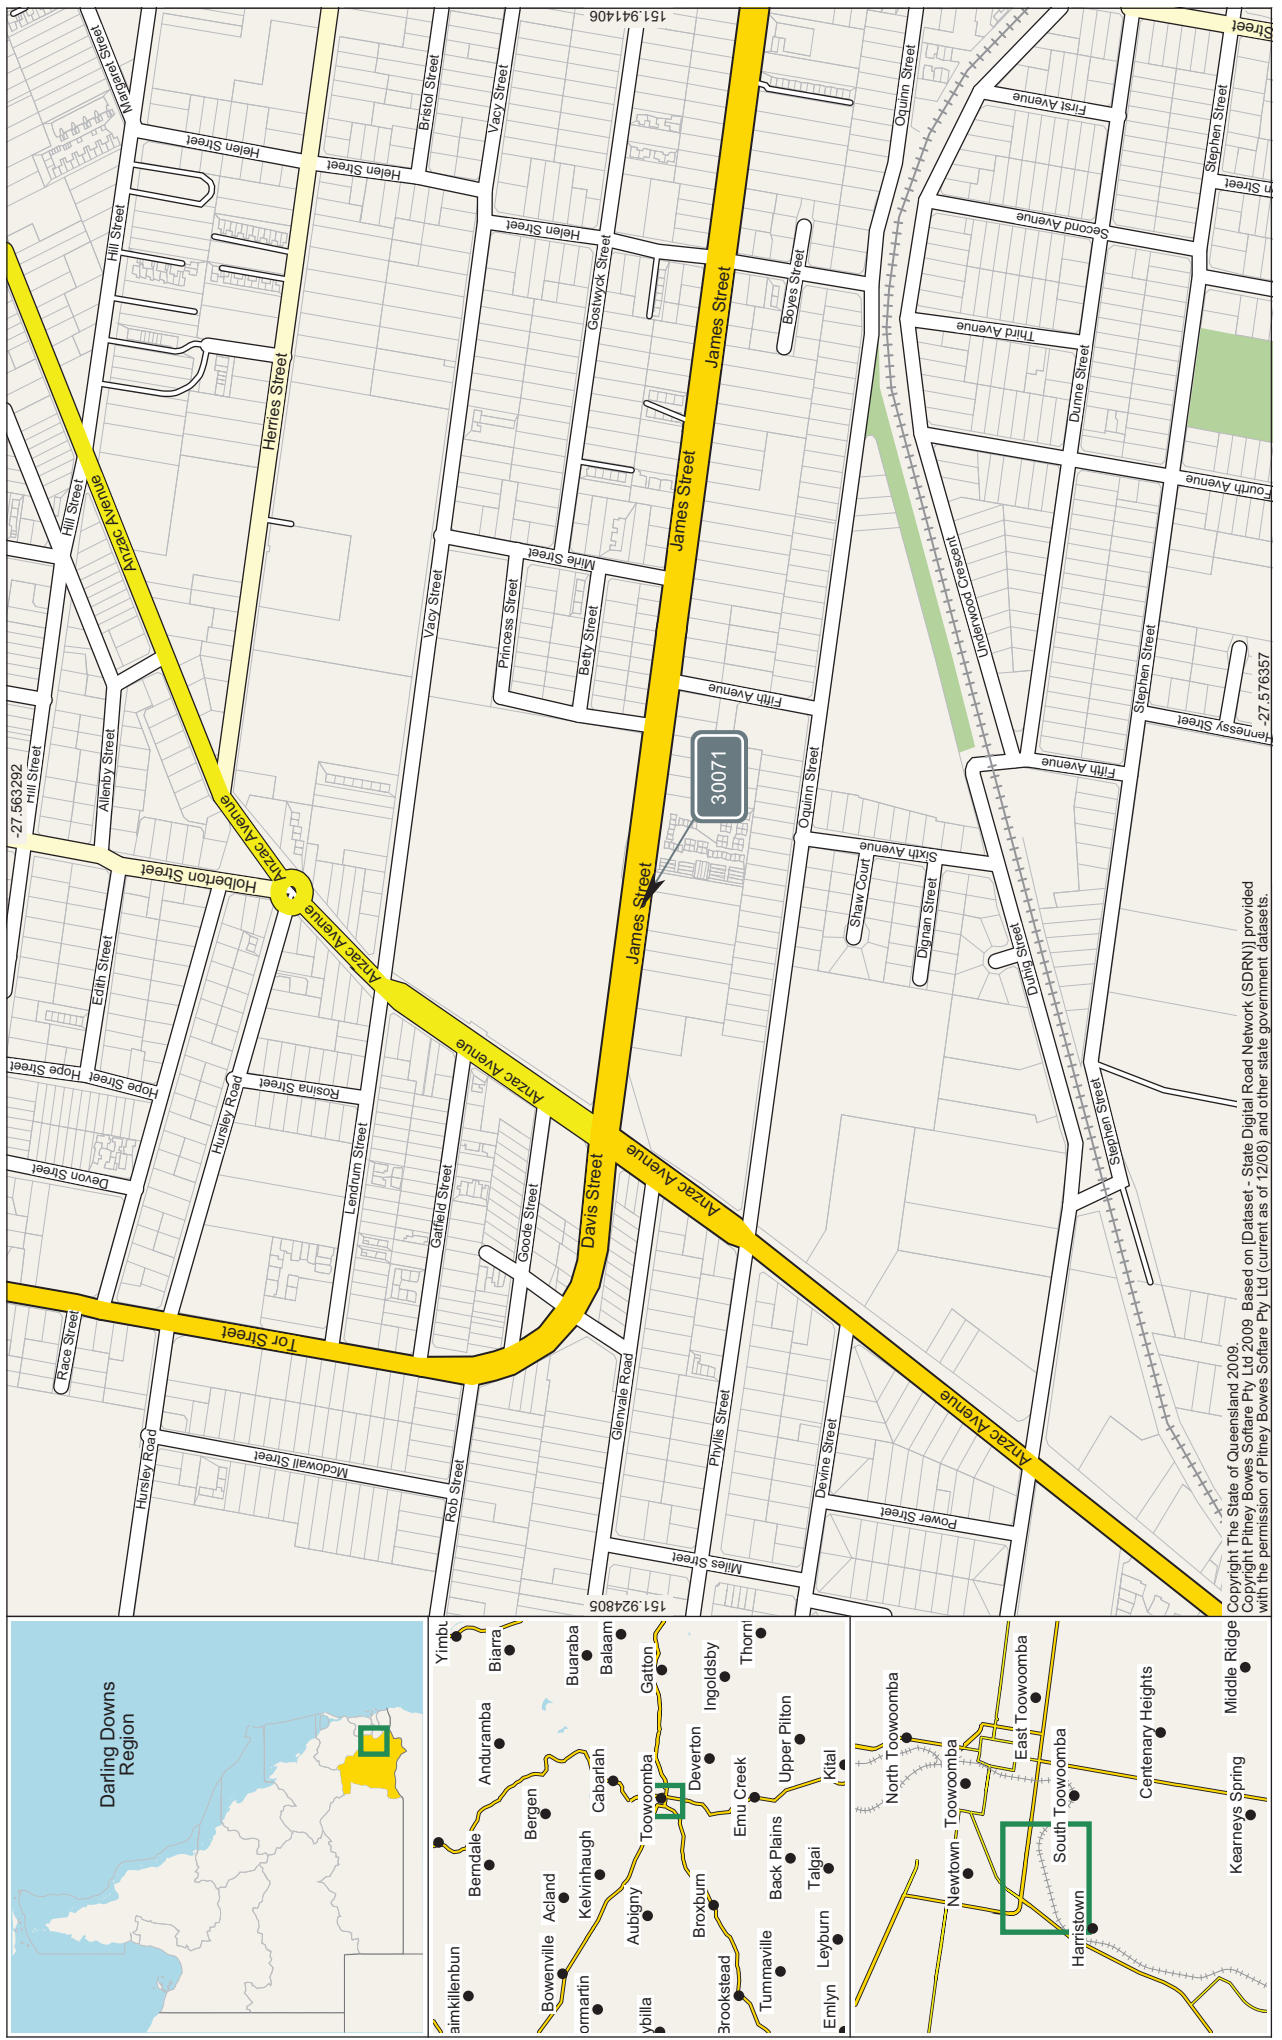 Darling Downs
Region
Yimbu
Biarra
Buaraba
Balaam
Anduramba
Gatton
Ingoldsby
Bergen
Cabarlah
Deverton
Upper Pilton
Berndale
Toowoomba
Emu Creek
Kital
Acland
Kelvinhaugh
Back Plains
Aubigny
Broxburn
Talgai
aimkillenbun
Bowenville
ormartin
Tummaville
Leyburn
ybilla
Brookstead
Emlyn
North Toowoomba
East Toowoomba
Middle Ridge
Toowoomba
Centenary Heights
South Toowoomba
Newtown
Kearneys Spring
Harristown
-27.563292
151.941406
151.924805
-27.576357
30071
Margaret Street
Bristol Street
Vacy Street
Helen Street
Helen Street
Helen Street
Hill Street
Hill Street
Hill Street
Herries Street
Gostwyck Street
James Street
James Street
James Street
Boyes Street
Oquinn Street
Oquinn Street
First Avenue
Second Avenue
Third Avenue
Fourth Avenue
Stephen Street
Stephen Street
Stephen Street
Street
n Street
Dunne Street
Underwood Crescent
Anzac Avenue
Anzac Avenue
Anzac Avenue
Anzac Avenue
Anzac Avenue
Anzac Avenue
Vacy Street
Mirle Street
Princess Street
Betty Street
Fifth Avenue
Fifth Avenue
Hennessy Street
Allenby Street
Holberton Street
Edith Street
Hope Street
Hope Street
Sixth Avenue
Shaw Court
Dignan Street
Duhig Street
Devon Street
Hursley Road
Hursley Road
Rosina Street
Lendrum Street
Gatfield Street
Goode Street
Davis Street
Race Street
Tor Street
Mcdowall Street
Rob Street
Glenvale Road
Phyllis Street
Devine Street
Power Street
Miles Street
Copyright The State of Queensland 2009.
Copyright Pitney Bowes Softare Pty Ltd 2009 Based on [Dataset - State Digital Road Network (SDRN)] provided
with the permission of Pitney Bowes Softare Pty Ltd (current as of 12/08) and other state government datasets.